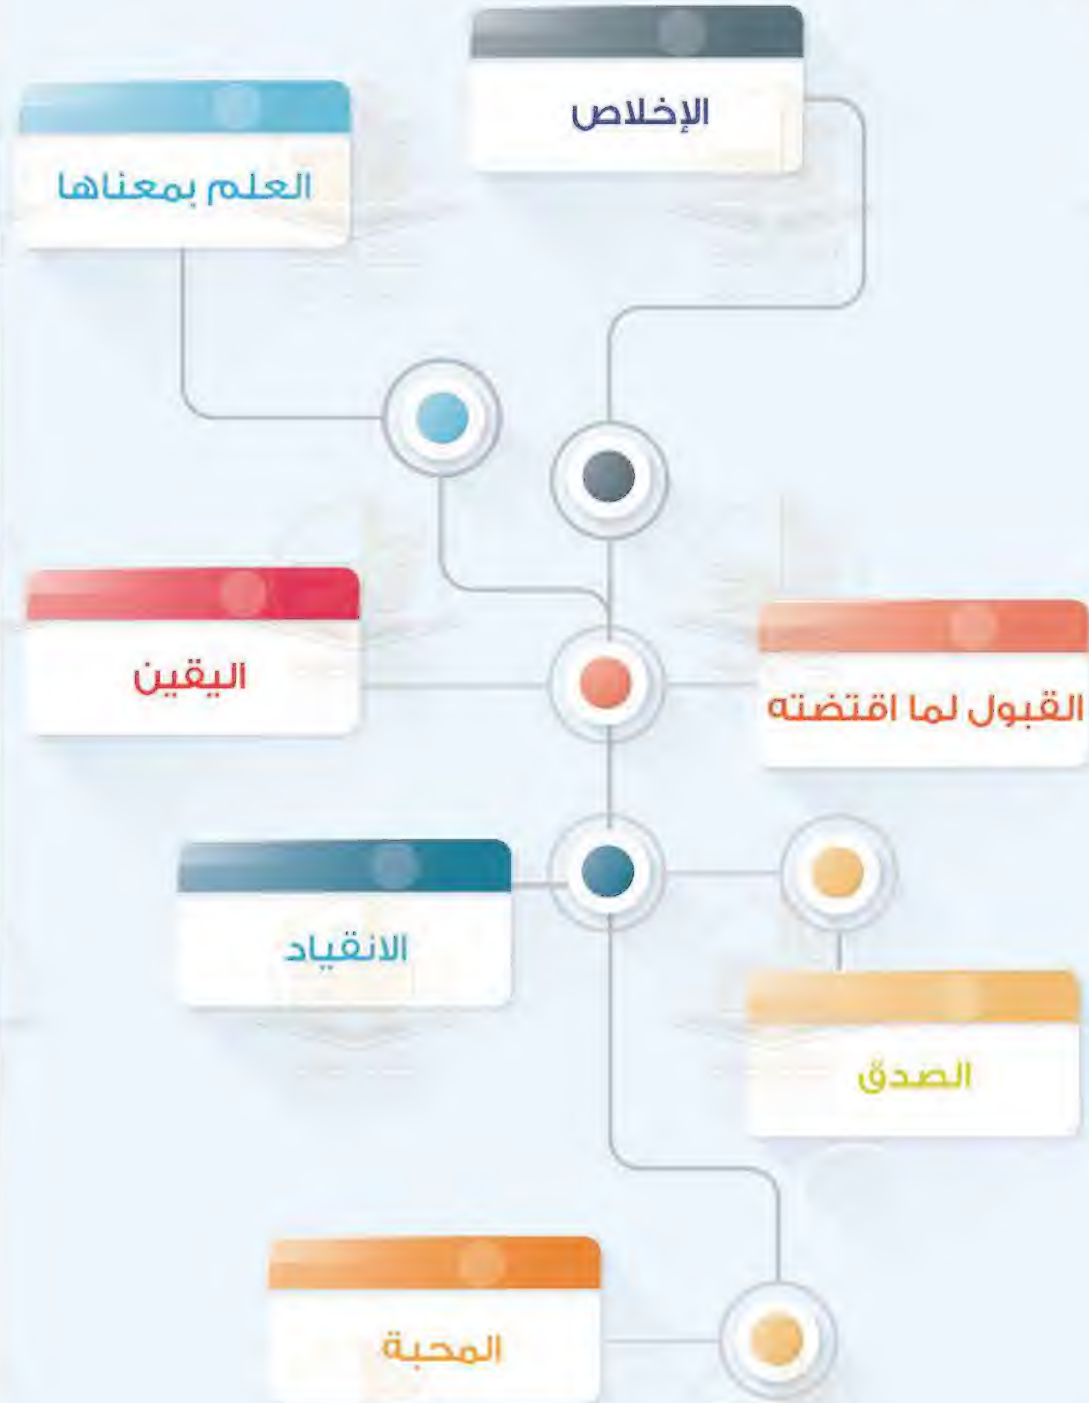 الإخلاص
العلم بمعناها
اليقين
القبول لما اقتضته
الانقياد
الصدق
المحبة